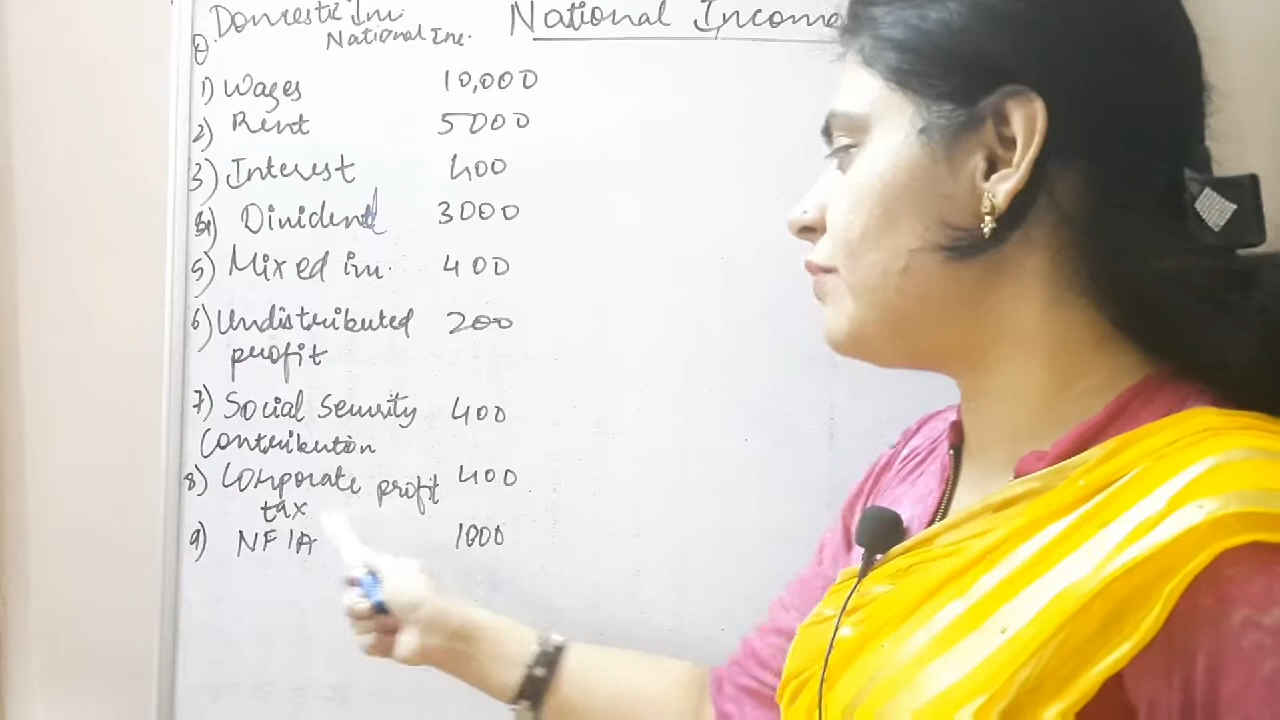 Domestic Inc. National Income
Q. National Inc.
1) Wages 10,000
2) Rent 5000
3) Interest 400
4) Divident 3000
5) Mixed in. 400
6) Undistributed 200
profit
7) Social Security 400
Contribution
8) Corporate profit 400
tax
9) NFIA 1000